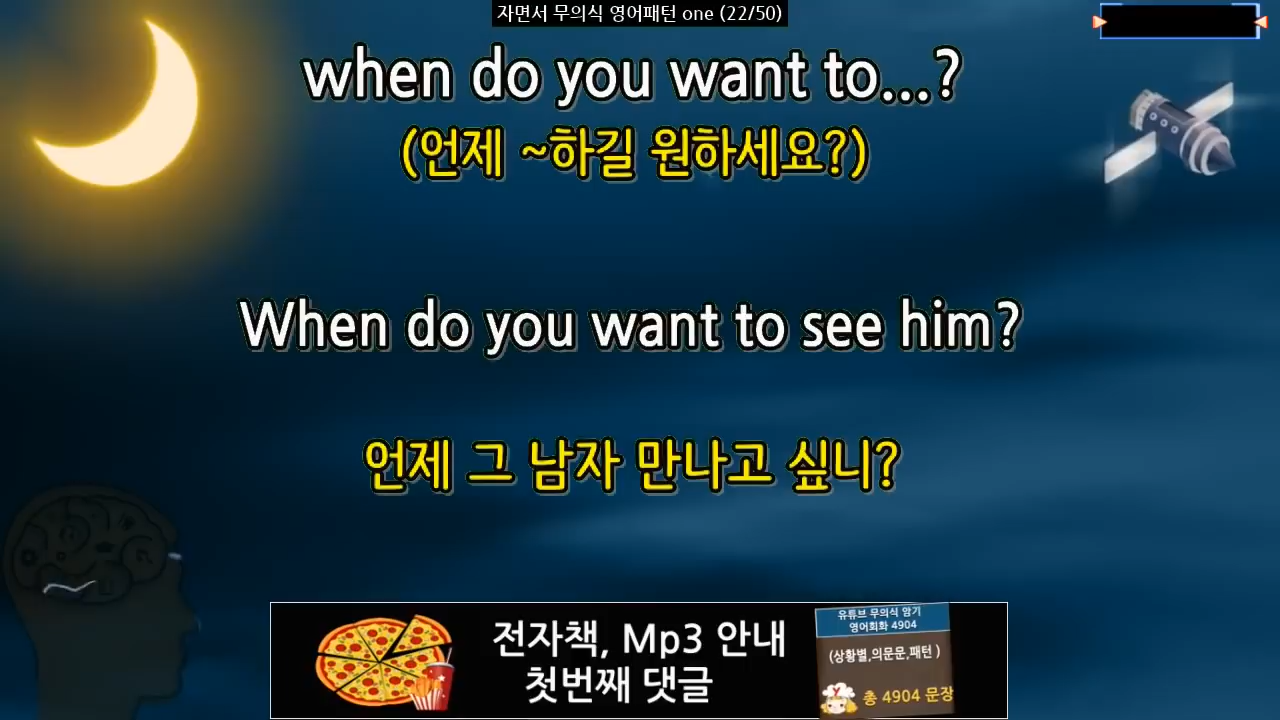 자면서 무의식 영어패턴 one (22/50)
when do you want to...?
(언제 ~하길 원하세요?)
When do you want to see him?
언제 그 남자 만나고 싶니?
전자책, Mp3 안내
첫번째 댓글
유튜브 무의식 암기
영어회화 4904
(상황별,의문문,패턴 )
총 4904 문장